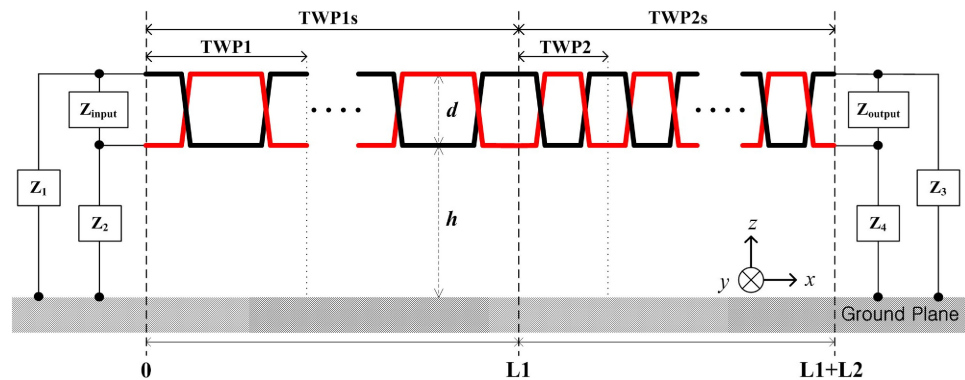 TWP1s TWP2s
TWP1 TWP2
Zinput d Zoutput
Z1 Z2 h Z4 Z3
z
y x
Ground Plane
0 L1 L1+L2